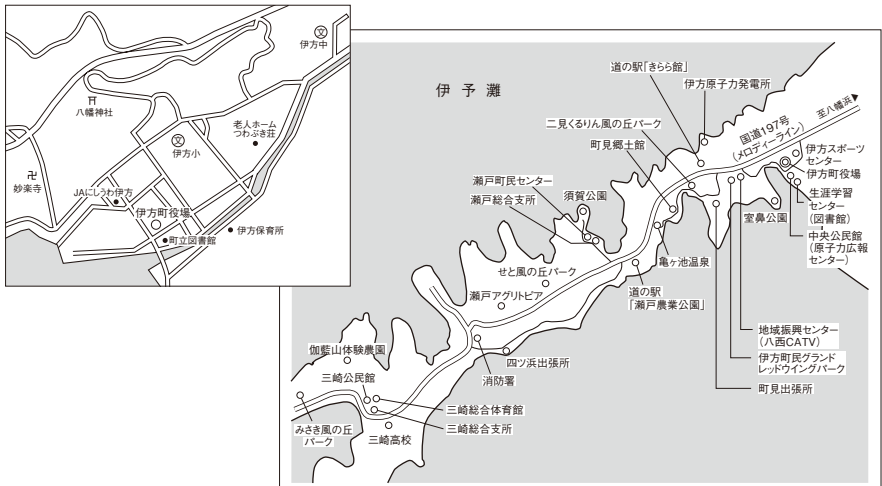 文
伊方中
八幡神社
文
伊方小
老人ホーム
つわぶき荘
卍
妙楽寺
JAにしうわ伊方
伊方町役場
町立図書館
伊方保育所
伊予灘
道の駅「きらら館」
伊方原子力発電所
至八幡浜
二見くるりん風の丘パーク
国道197号
(メロディーライン)
町見郷土館
伊方スポーツ
センター
伊方町役場
瀬戸町民センター
須賀公園
瀬戸総合支所
生涯学習
センター
(図書館)
室鼻公園
中央公民館
(原子力広報
センター)
亀ヶ池温泉
せと風の丘パーク
瀬戸アグリトピア
道の駅
「瀬戸農業公園」
地域振興センター
(八西CATV)
伽藍山体験農園
四ツ浜出張所
消防署
伊方町民グランド
レッドウイングパーク
三崎公民館
町見出張所
三崎総合体育館
三崎総合支所
みさき風の丘
パーク
三崎高校